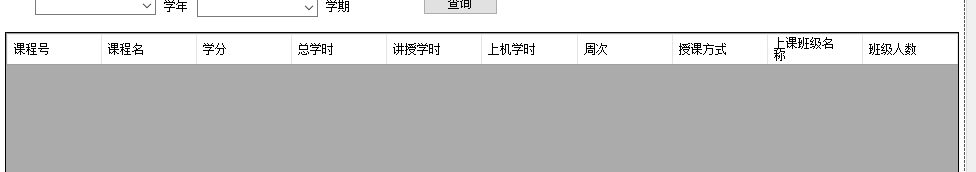 学年 学期 查询
课程号 课程名 学分 总学时 讲授学时 上机学时 周次 授课方式 上课班级名 班级人数
称